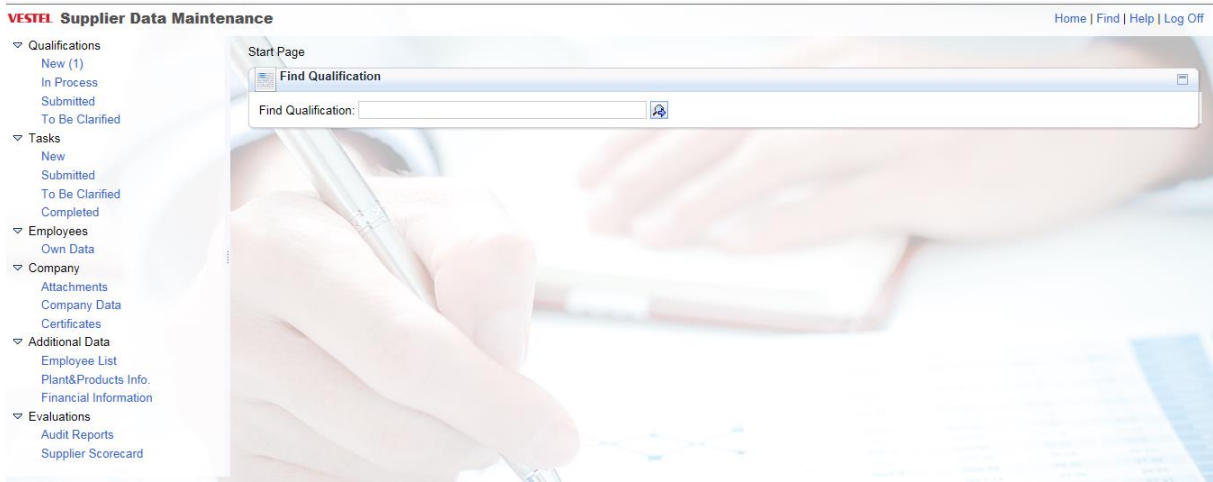 VESTEL Supplier Data Maintenance
Home | Find | Help | Log Off
Qualifications
New (1)
In Process
Submitted
To Be Clarified
Tasks
New
Submitted
To Be Clarified
Completed
Employees
Own Data
Company
Attachments
Company Data
Certificates
Additional Data
Employee List
Plant&Products Info.
Financial Information
Evaluations
Audit Reports
Supplier Scorecard
Start Page
Find Qualification
Find Qualification: